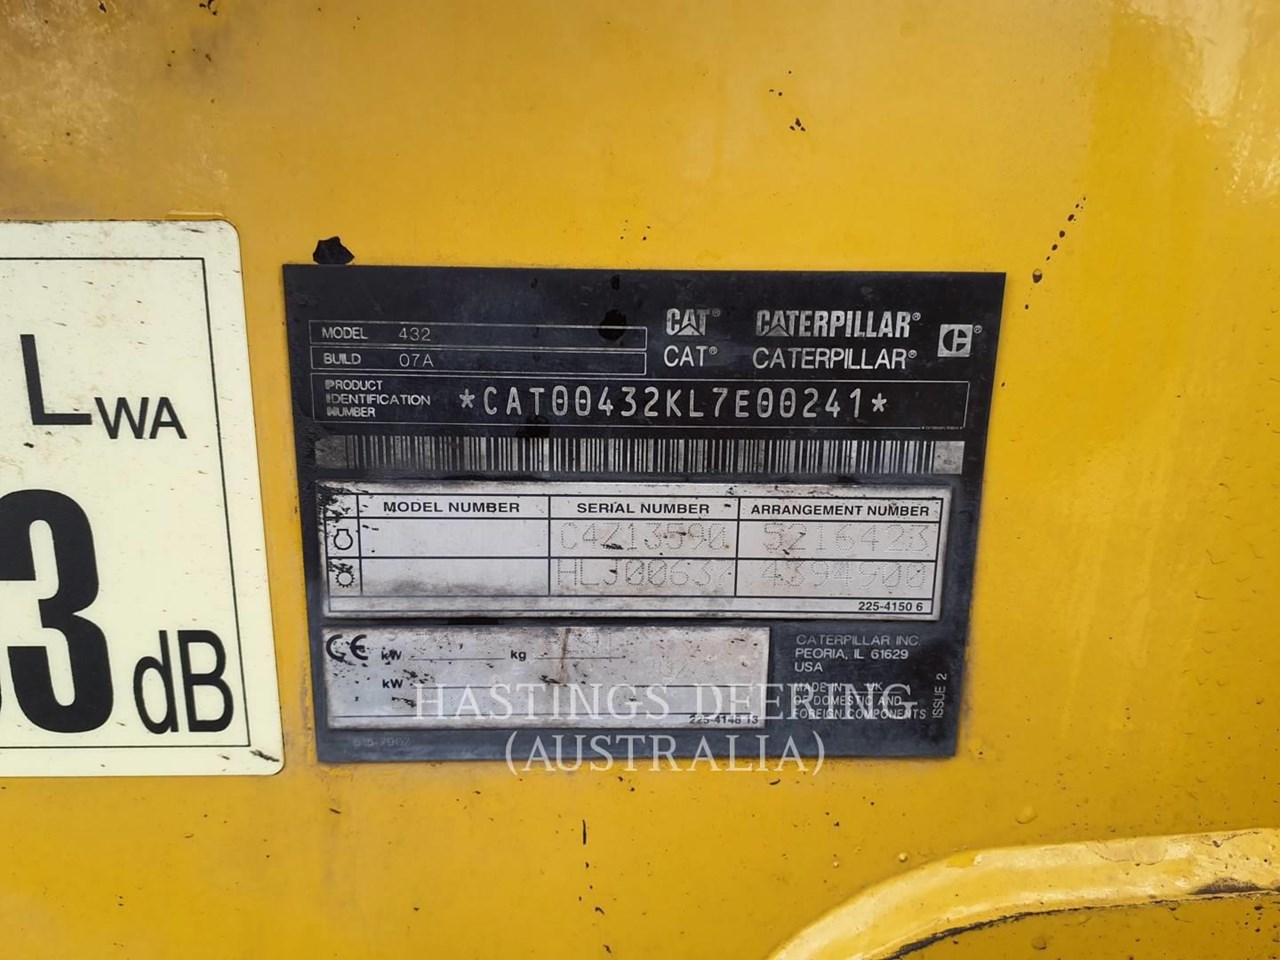 L WA
3 dB
MODEL 432
BUILD 07A
CAT® CATERPILLAR® ®
CAT® CATERPILLAR®
PRODUCT IDENTIFICATION NUMBER *CAT00432KL7E00241*
MODEL NUMBER SERIAL NUMBER ARRANGEMENT NUMBER
C4Z13590 5216423
HLJ00637 4394900
225-4150 6
CE kW kg
kW
225-4148 13
CATERPILLAR INC.
PEORIA, IL 61629
USA
MADE IN UK
OF DOMESTIC AND
FOREIGN COMPONENTS
ISSUE 2
HASTINGS DEERING
(AUSTRALIA)